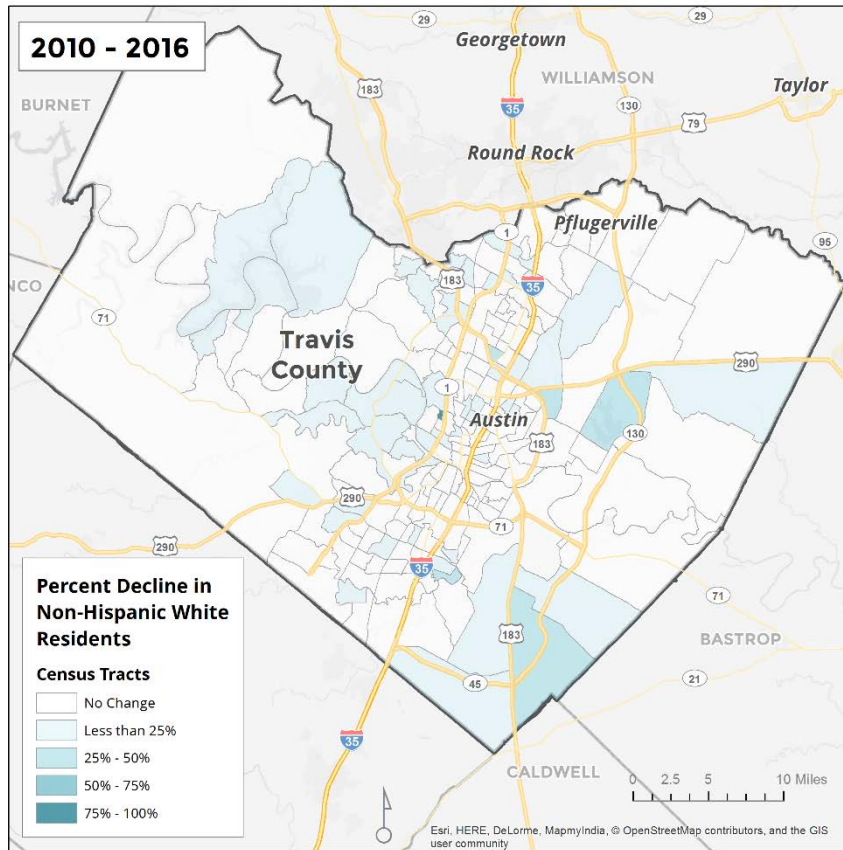 2010 - 2016
29
29
Georgetown
183
WILLIAMSON
Taylor
BURNET
35
130
79
Round Rock
Pflugerville
1
95
183
35
NCO
71
Travis
County
290
1
Austin
183
130
290
71
290
35
71
183
BASTROP
45
21
35
CALDWELL
Percent Decline in
Non-Hispanic White
Residents
Census Tracts
No Change
Less than 25%
25% - 50%
50% - 75%
75% - 100%
0 2.5 5 10 Miles
Esri, HERE, DeLorme, MapmyIndia, © OpenStreetMap contributors, and the GIS
user community